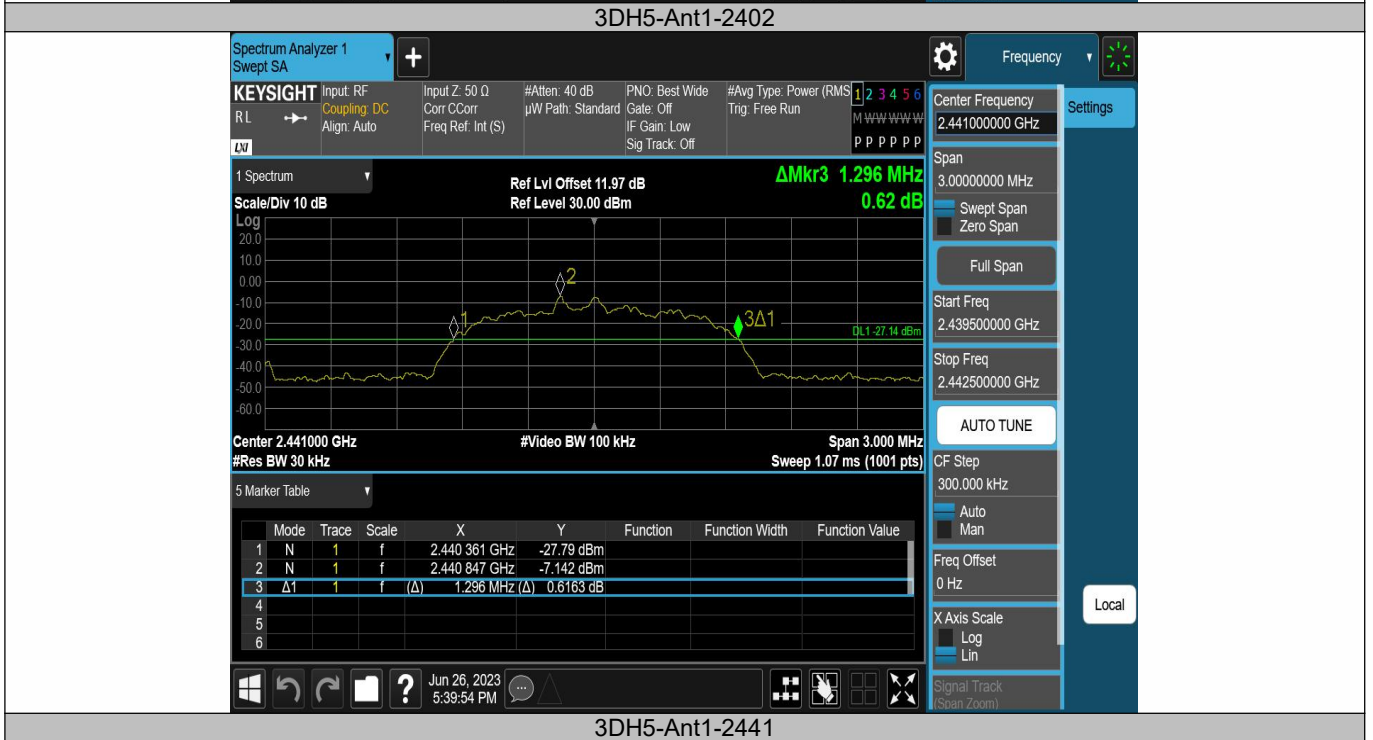 3DH5-Ant1-2402
Spectrum Analyzer 1
Swept SA
+
Frequency
KEYSIGHT
RL
LXI
Input: RF
Coupling: DC
Align: Auto
Input Z: 50 Ω
Corr CCorr
Freq Ref: Int (S)
#Atten: 40 dB
µW Path: Standard
PNO: Best Wide
Gate: Off
IF Gain: Low
Sig Track: Off
#Avg Type: Power (RMS
Trig: Free Run
1 2 3 4 5 6
M W W W W W
P P P P P P
Center Frequency
2.441000000 GHz
Settings
Span
3.00000000 MHz
Swept Span
Zero Span
Full Span
Start Freq
2.439500000 GHz
Stop Freq
2.442500000 GHz
AUTO TUNE
CF Step
300.000 kHz
Auto
Man
Freq Offset
0 Hz
X Axis Scale
Log
Lin
Signal Track
(Span Zoom)
Local
1 Spectrum
Scale/Div 10 dB
Ref Lvl Offset 11.97 dB
Ref Level 30.00 dBm
ΔMkr3 1.296 MHz
0.62 dB
Log
20.0
10.0
0.00
-10.0
-20.0
-30.0
-40.0
-50.0
-60.0
1
2
3Δ1
DL1 -27.14 dBm
Center 2.441000 GHz
#Video BW 100 kHz
Span 3.000 MHz
#Res BW 30 kHz
Sweep 1.07 ms (1001 pts)
5 Marker Table
Mode Trace Scale X Y Function Function Width Function Value
1 N 1 f 2.440 361 GHz -27.79 dBm
2 N 1 f 2.440 847 GHz -7.142 dBm
3 Δ1 1 f (Δ) 1.296 MHz (Δ) 0.6163 dB
4
5
6
?
Jun 26, 2023
5:39:54 PM
3DH5-Ant1-2441